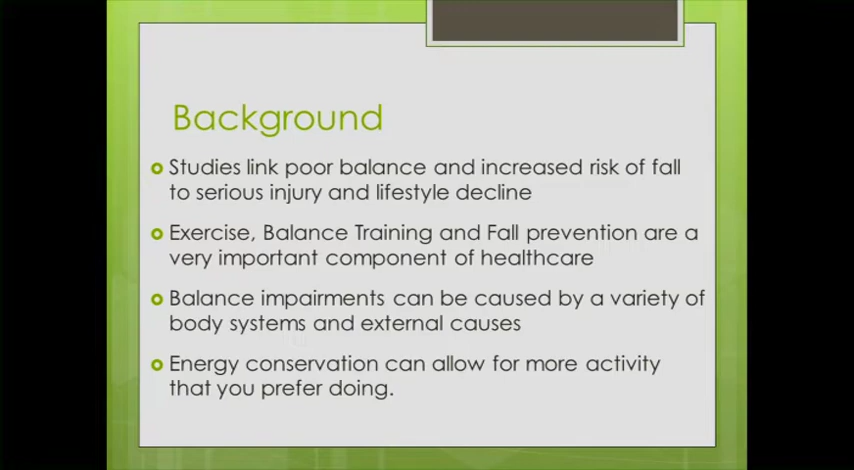 Background
Studies link poor balance and increased risk of fall
to serious injury and lifestyle decline
Exercise, Balance Training and Fall prevention are a
very important component of healthcare
Balance impairments can be caused by a variety of
body systems and external causes
Energy conservation can allow for more activity
that you prefer doing.